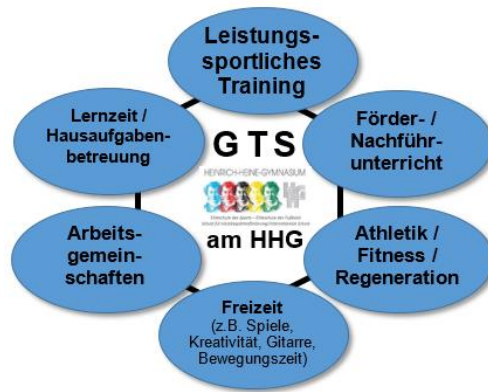 Leistungs-
sportliches
Training
Lernzeit /
Hausaufgaben-
betreuung
Förder- /
Nachführ-
unterricht
G T S
HEINRICH-HEINE-GYMNASIUM
am HHG
Arbeits-
gemein-
schaften
Athletik /
Fitness /
Regeneration
Freizeit
(z.B. Spiele,
Kreativität, Gitarre,
Bewegungszeit)